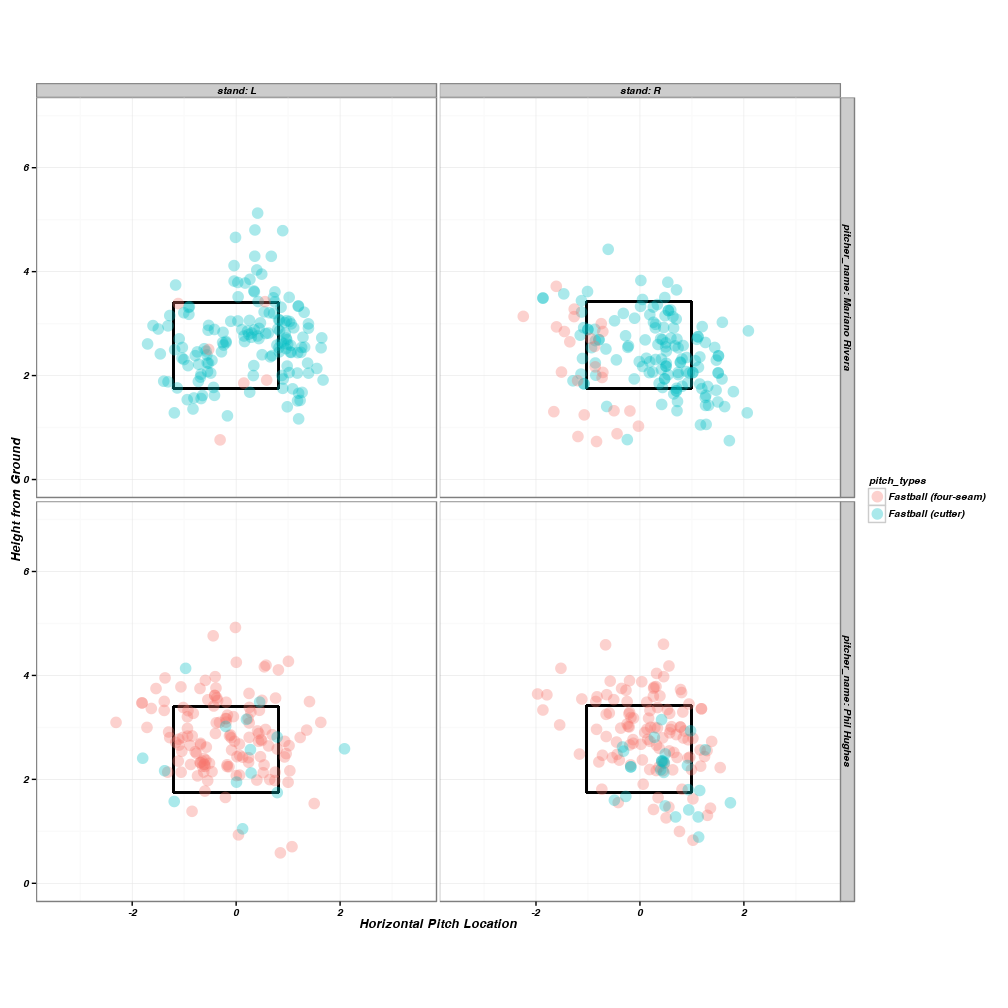 stand: L
stand: R
6
4
2
0
pitcher_name: Mariano Rivera
Height from Ground
6
4
2
0
pitcher_name: Phil Hughes
-2
0
2
-2
0
2
Horizontal Pitch Location
pitch_types
Fastball (four-seam)
Fastball (cutter)